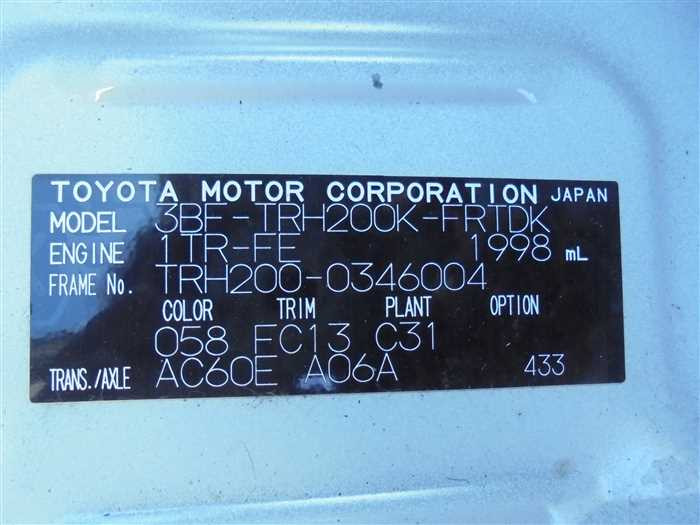 TOYOTA MOTOR CORPORATION JAPAN
MODEL 3BF-TRH200K-FRTDK
ENGINE 1TR-FE 1998 mL
FRAME No. TRH200-0346004
COLOR TRIM PLANT OPTION
058 FC13 C31
TRANS./AXLE AC60E A06A 433